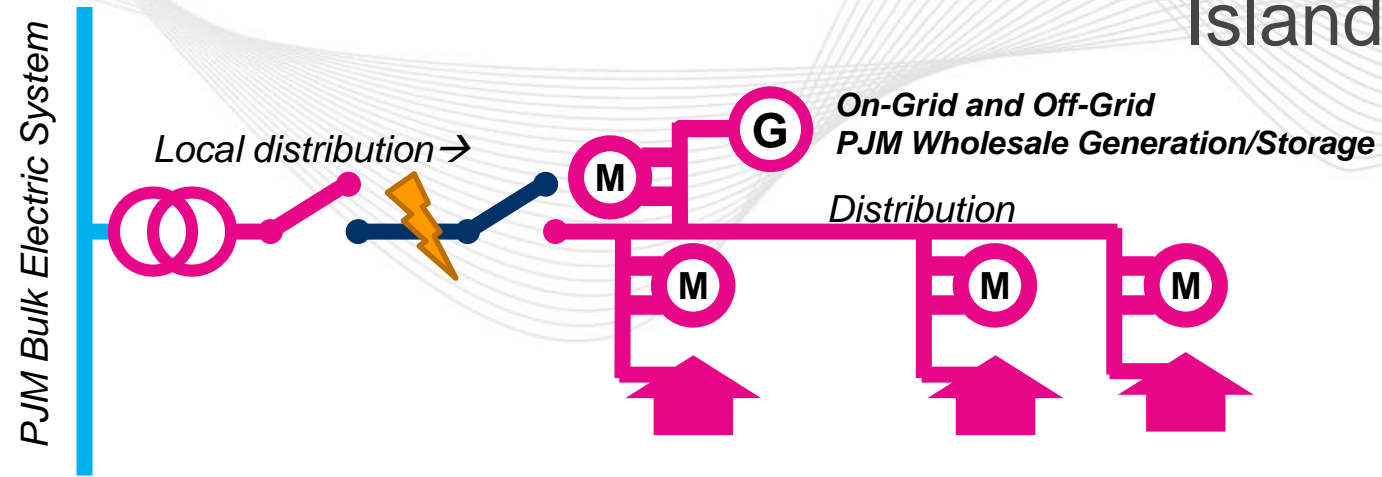 Island
PJM Bulk Electric System
Local distribution→
On-Grid and Off-Grid
PJM Wholesale Generation/Storage
G
M
Distribution
M
M
M